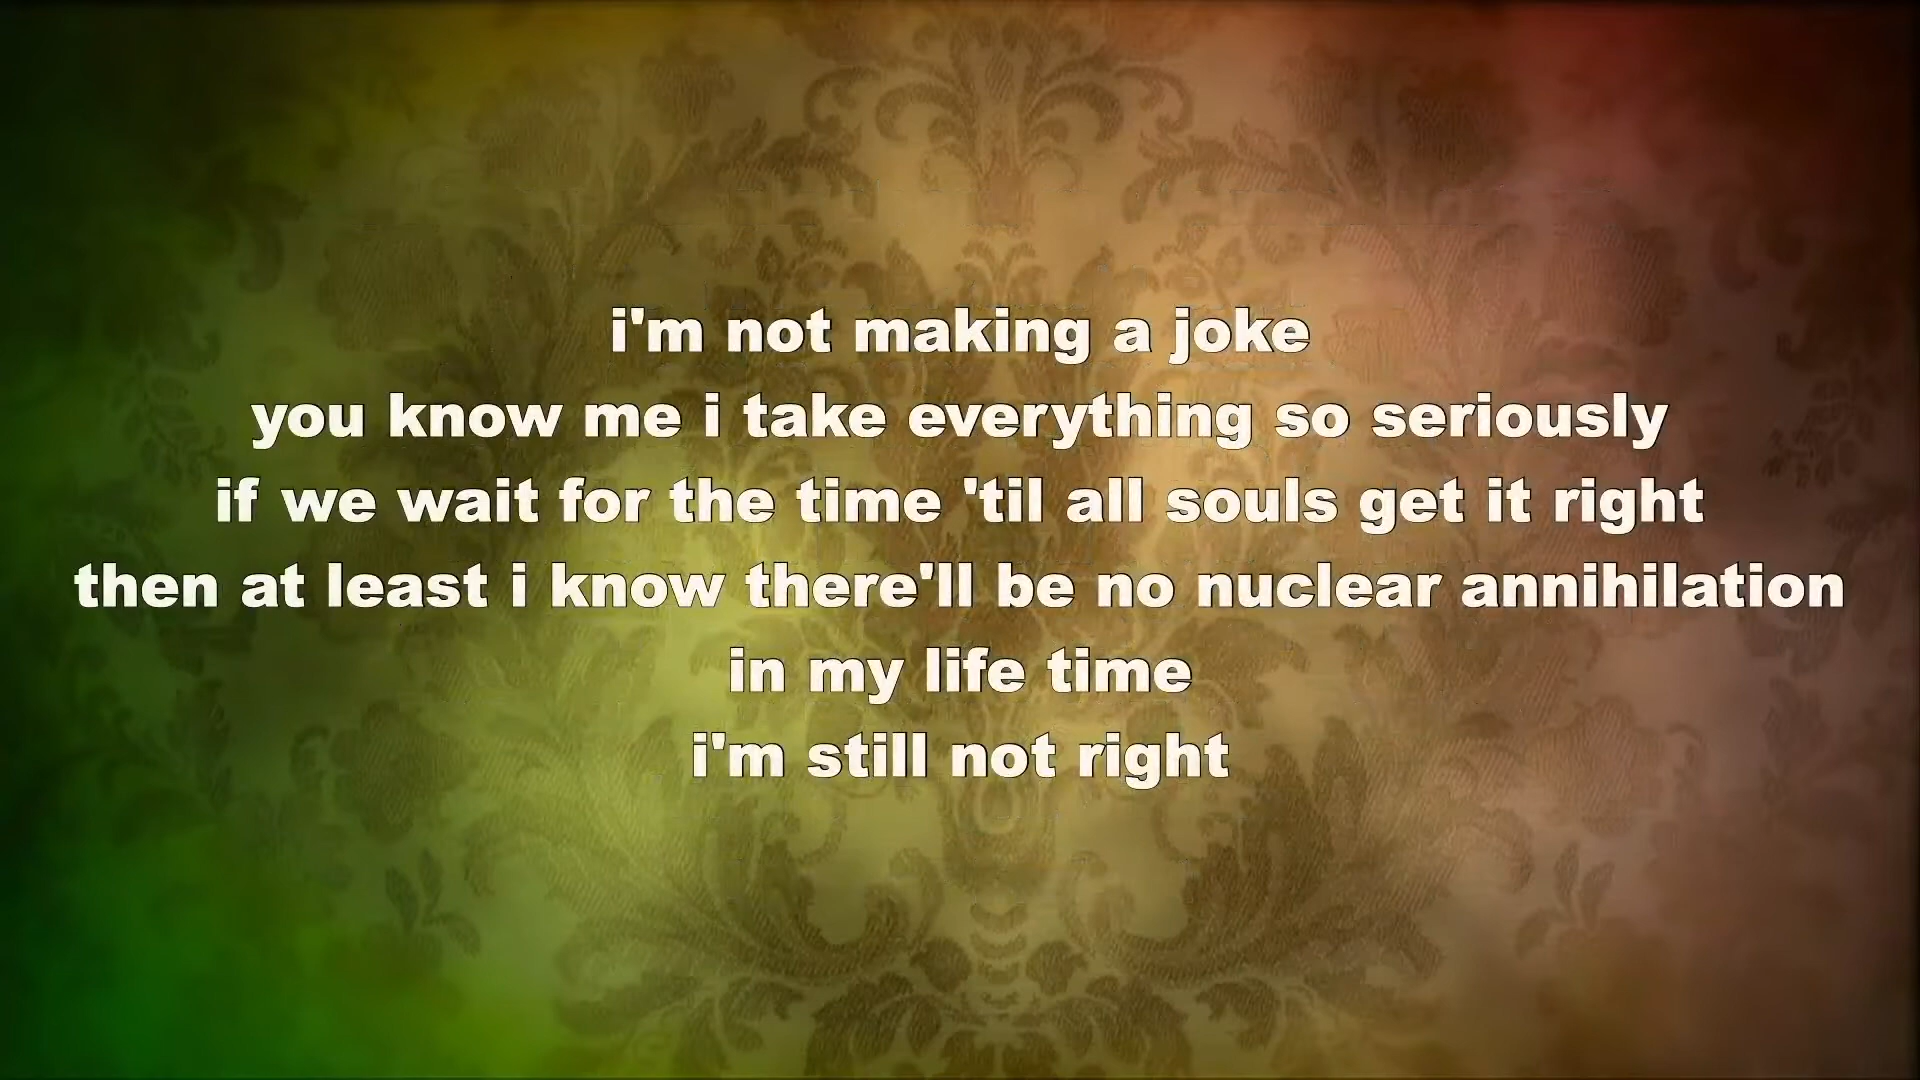 i'm not making a joke
you know me i take everything so seriously
if we wait for the time 'til all souls get it right
then at least i know there'll be no nuclear annihilation
in my life time
i'm still not right